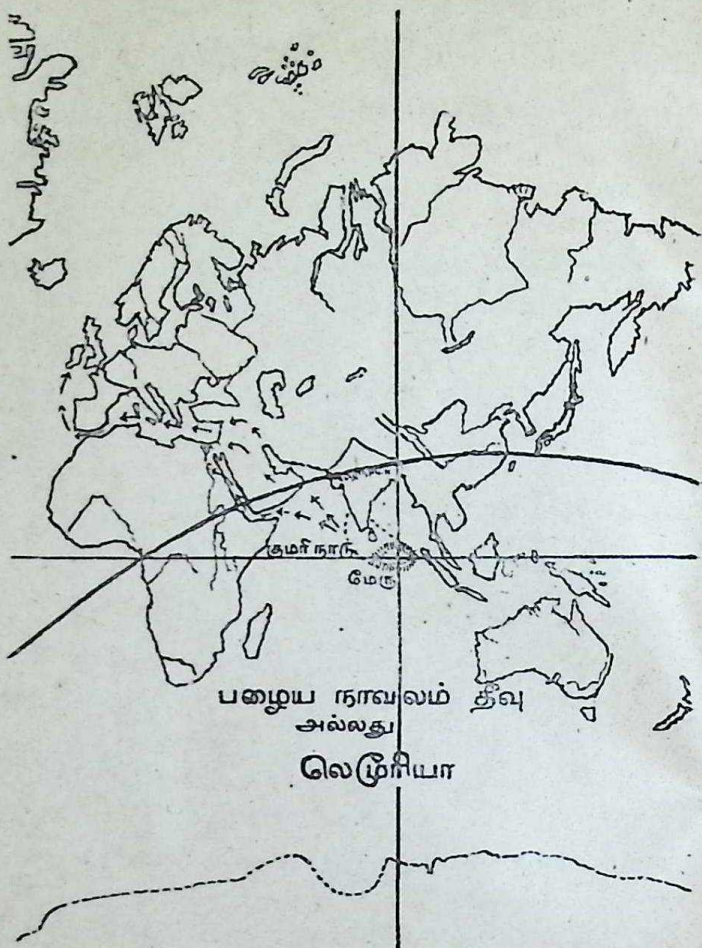 குமரி நாடு
மேரு
பழைய நாவலம் தீவு
அல்லது
லெமூரியா